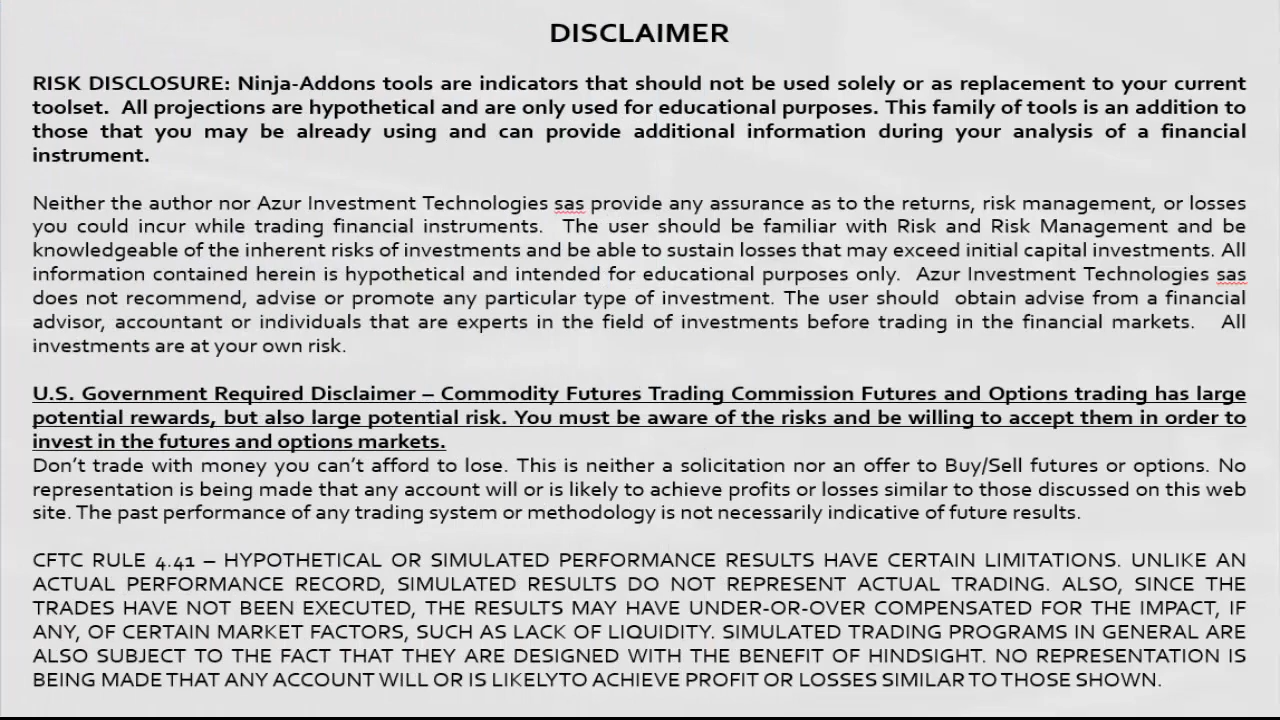 DISCLAIMER
RISK DISCLOSURE: Ninja-Addons tools are indicators that should not be used solely or as replacement to your current
toolset. All projections are hypothetical and are only used for educational purposes. This family of tools is an addition to
those that you may be already using and can provide additional information during your analysis of a financial
instrument.
Neither the author nor Azur Investment Technologies sas provide any assurance as to the returns, risk management, or losses
you could incur while trading financial instruments. The user should be familiar with Risk and Risk Management and be
knowledgeable of the inherent risks of investments and be able to sustain losses that may exceed initial capital investments. All
information contained herein is hypothetical and intended for educational purposes only. Azur Investment Technologies sas
does not recommend, advise or promote any particular type of investment. The user should obtain advise from a financial
advisor, accountant or individuals that are experts in the field of investments before trading in the financial markets. All
investments are at your own risk.
U.S. Government Required Disclaimer – Commodity Futures Trading Commission Futures and Options trading has large
potential rewards, but also large potential risk. You must be aware of the risks and be willing to accept them in order to
invest in the futures and options markets.
Don't trade with money you can't afford to lose. This is neither a solicitation nor an offer to Buy/Sell futures or options. No
representation is being made that any account will or is likely to achieve profits or losses similar to those discussed on this web
site. The past performance of any trading system or methodology is not necessarily indicative of future results.
CFTC RULE 4.41 – HYPOTHETICAL OR SIMULATED PERFORMANCE RESULTS HAVE CERTAIN LIMITATIONS. UNLIKE AN
ACTUAL PERFORMANCE RECORD, SIMULATED RESULTS DO NOT REPRESENT ACTUAL TRADING. ALSO, SINCE THE
TRADES HAVE NOT BEEN EXECUTED, THE RESULTS MAY HAVE UNDER-OR-OVER COMPENSATED FOR THE IMPACT, IF
ANY, OF CERTAIN MARKET FACTORS, SUCH AS LACK OF LIQUIDITY. SIMULATED TRADING PROGRAMS IN GENERAL ARE
ALSO SUBJECT TO THE FACT THAT THEY ARE DESIGNED WITH THE BENEFIT OF HINDSIGHT. NO REPRESENTATION IS
BEING MADE THAT ANY ACCOUNT WILL OR IS LIKELY TO ACHIEVE PROFIT OR LOSSES SIMILAR TO THOSE SHOWN.